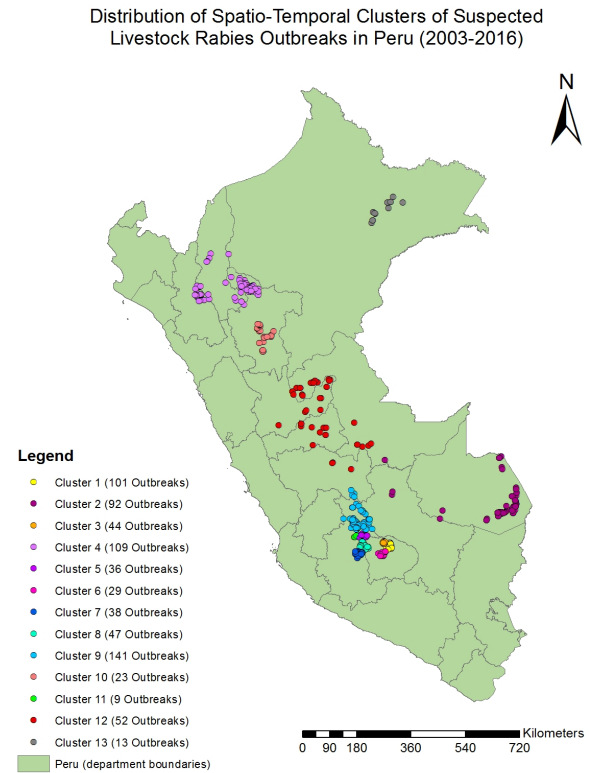 Distribution of Spatio-Temporal Clusters of Suspected
Livestock Rabies Outbreaks in Peru (2003-2016)
N
Legend
Cluster 1 (101 Outbreaks)
Cluster 2 (92 Outbreaks)
Cluster 3 (44 Outbreaks)
Cluster 4 (109 Outbreaks)
Cluster 5 (36 Outbreaks)
Cluster 6 (29 Outbreaks)
Cluster 7 (38 Outbreaks)
Cluster 8 (47 Outbreaks)
Cluster 9 (141 Outbreaks)
Cluster 10 (23 Outbreaks)
Cluster 11 (9 Outbreaks)
Cluster 12 (52 Outbreaks)
Cluster 13 (13 Outbreaks)
Peru (department boundaries)
Kilometers
0 90 180 360 540 720